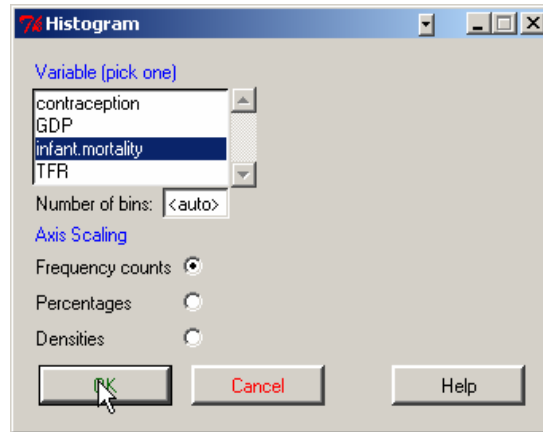 Histogram
Variable (pick one)
contraception
GDP
infant.mortality
TFR
Number of bins: <auto>
Axis Scaling
Frequency counts
Percentages
Densities
OK Cancel Help